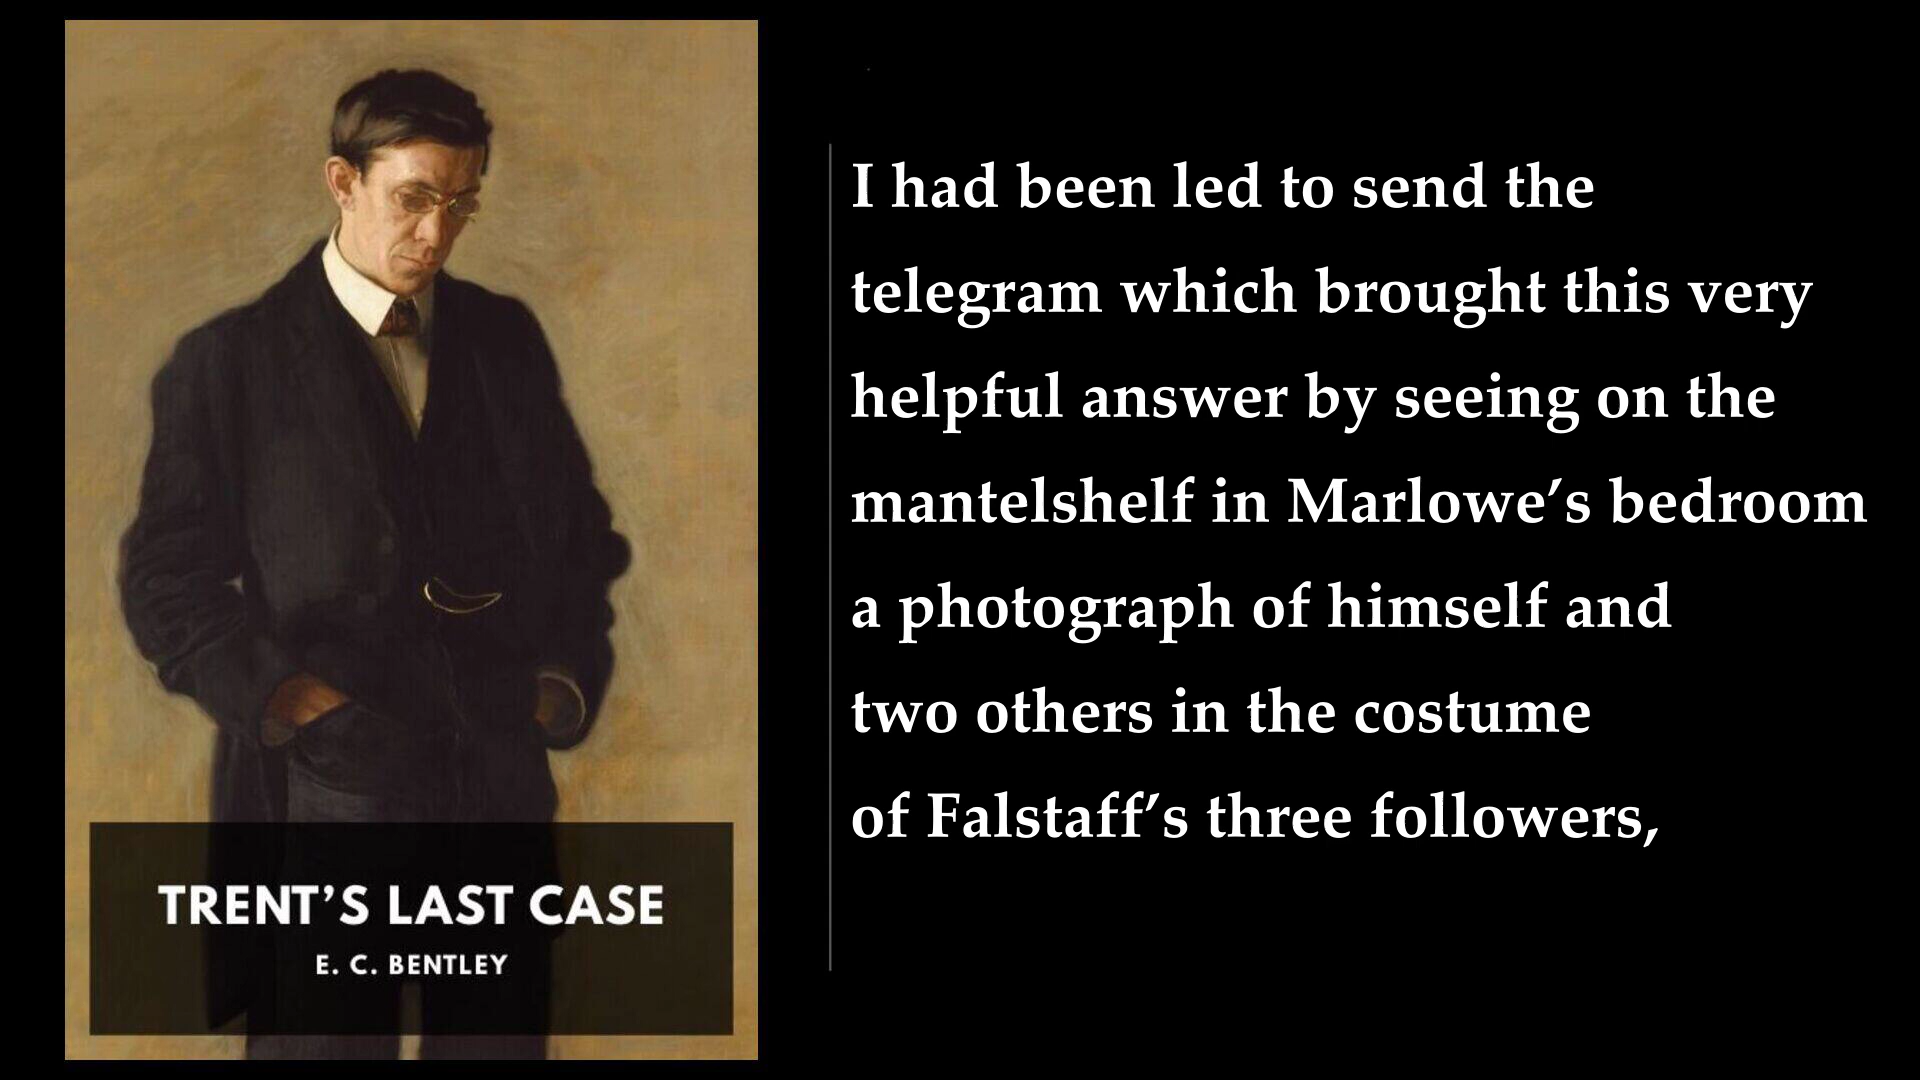 I had been led to send the
telegram which brought this very
helpful answer by seeing on the
mantelshelf in Marlowe’s bedroom
a photograph of himself and
two others in the costume
of Falstaff’s three followers,
TRENT’S LAST CASE
E. C. BENTLEY